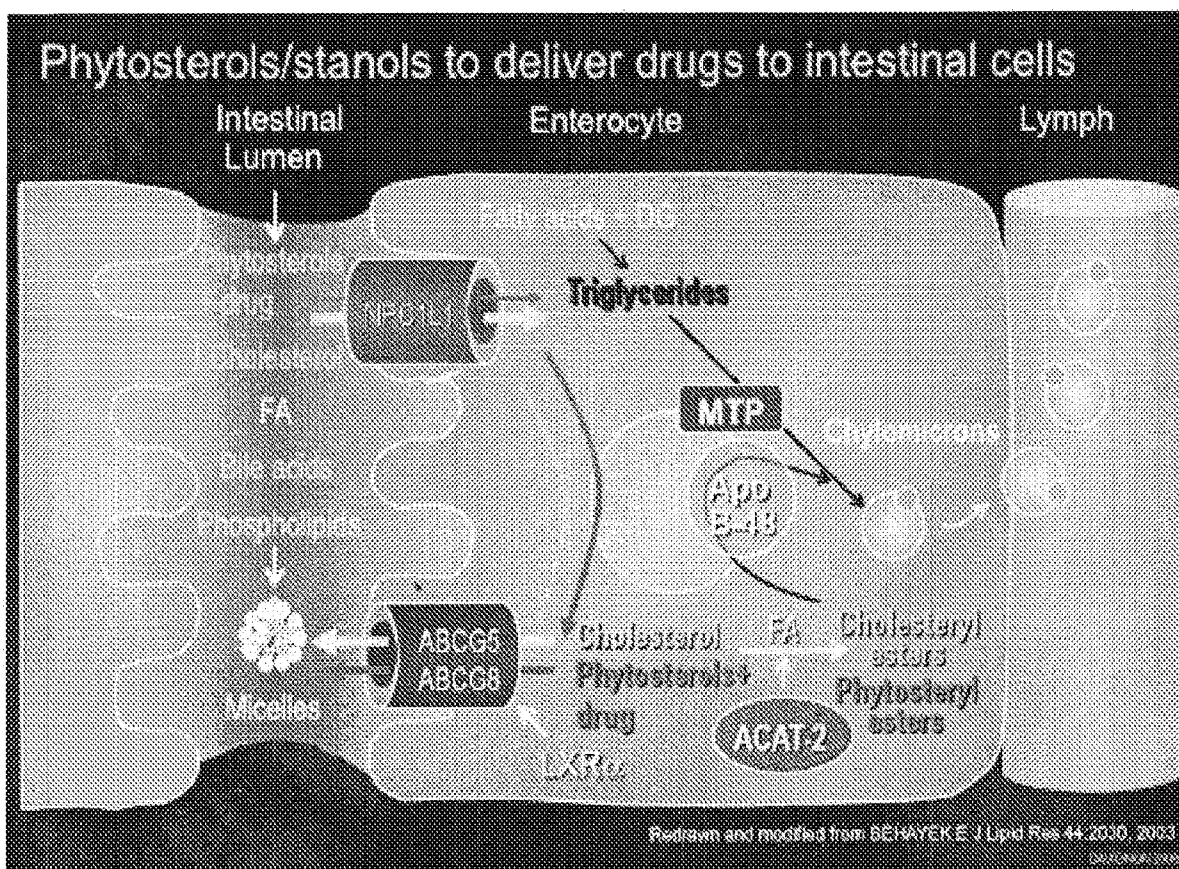 Phytosterols/stanols to deliver drugs to intestinal cells
Intestinal
Lumen
Enterocyte
Lymph
Triglycerides
NPC1L1
FA
MTP
Chylomicrons
Bile acids
Apo
B-48
Phospholipids
ABCG5
ABCG8
Cholesterol
Phytosterols+
drug
FA
Cholesteryl
esters
Phytosteryl
esters
Micelles
ACAT-2
LXRα
Redrawn and modified from BEHAYEK E J Lipid Res 44:2030, 2003